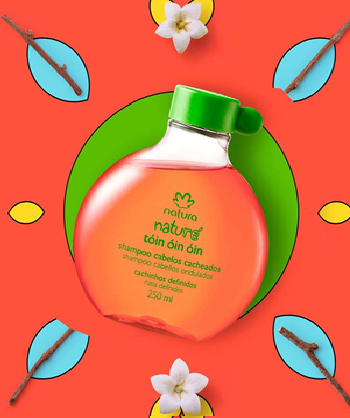 natura
naturé
tóin óin óin
shampoo cabelos cacheados
shampoo cabellos ondulados
cachinhos definidos
rizos definidos
250 ml